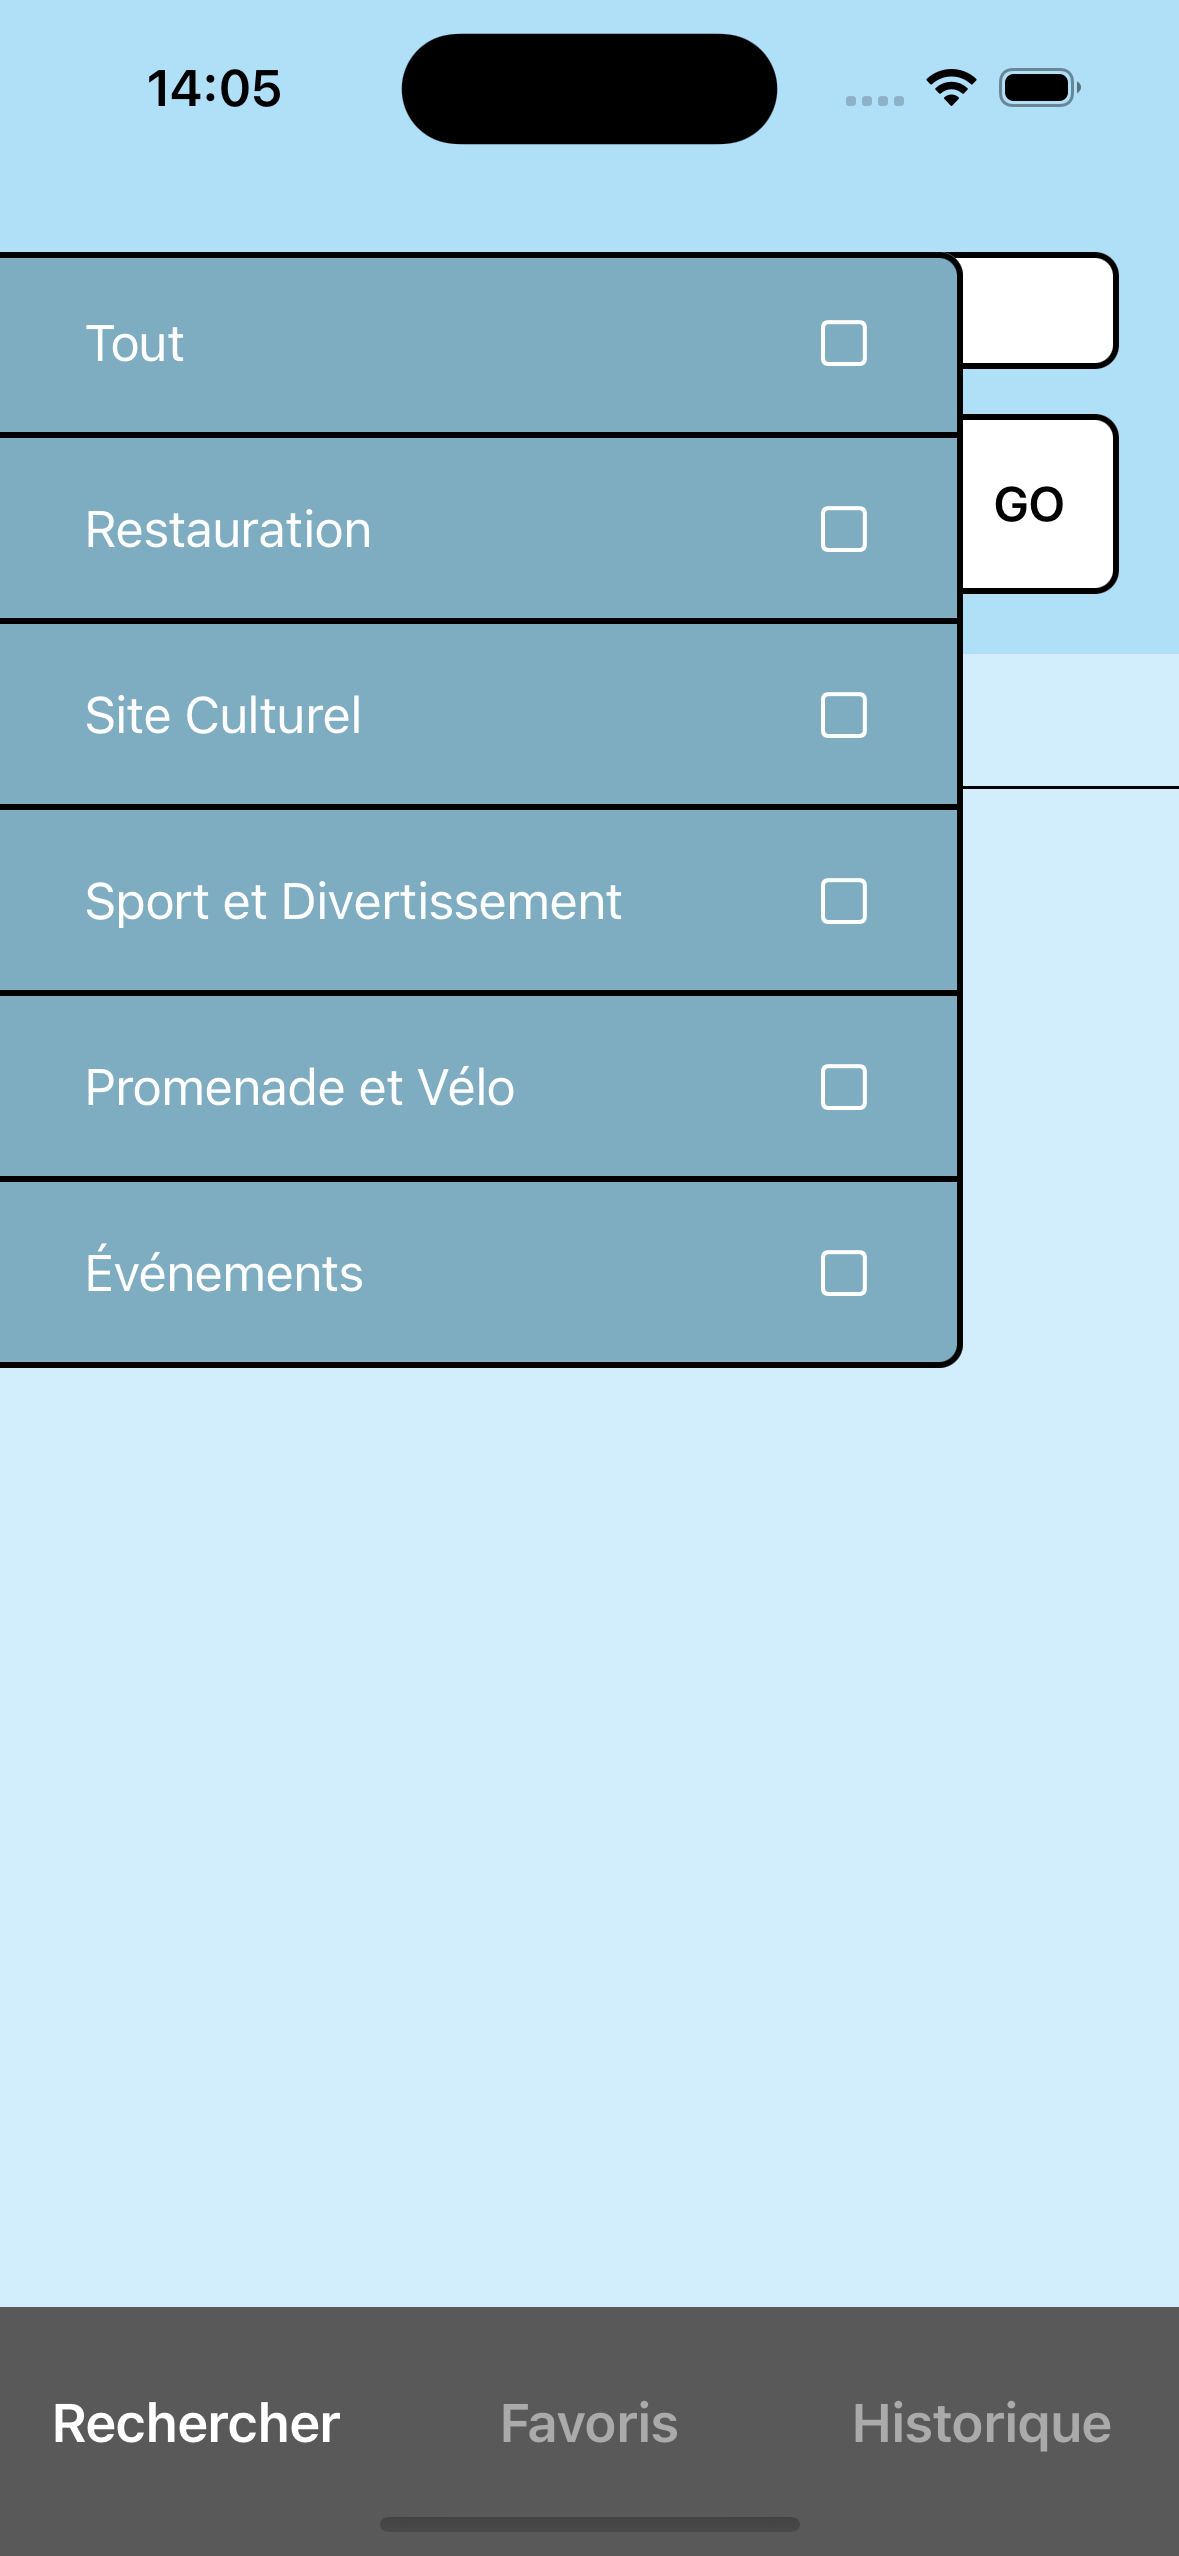 14:05
Tout
Restauration
GO
Site Culturel
Sport et Divertissement
Promenade et Vélo
Événements
Rechercher Favoris Historique